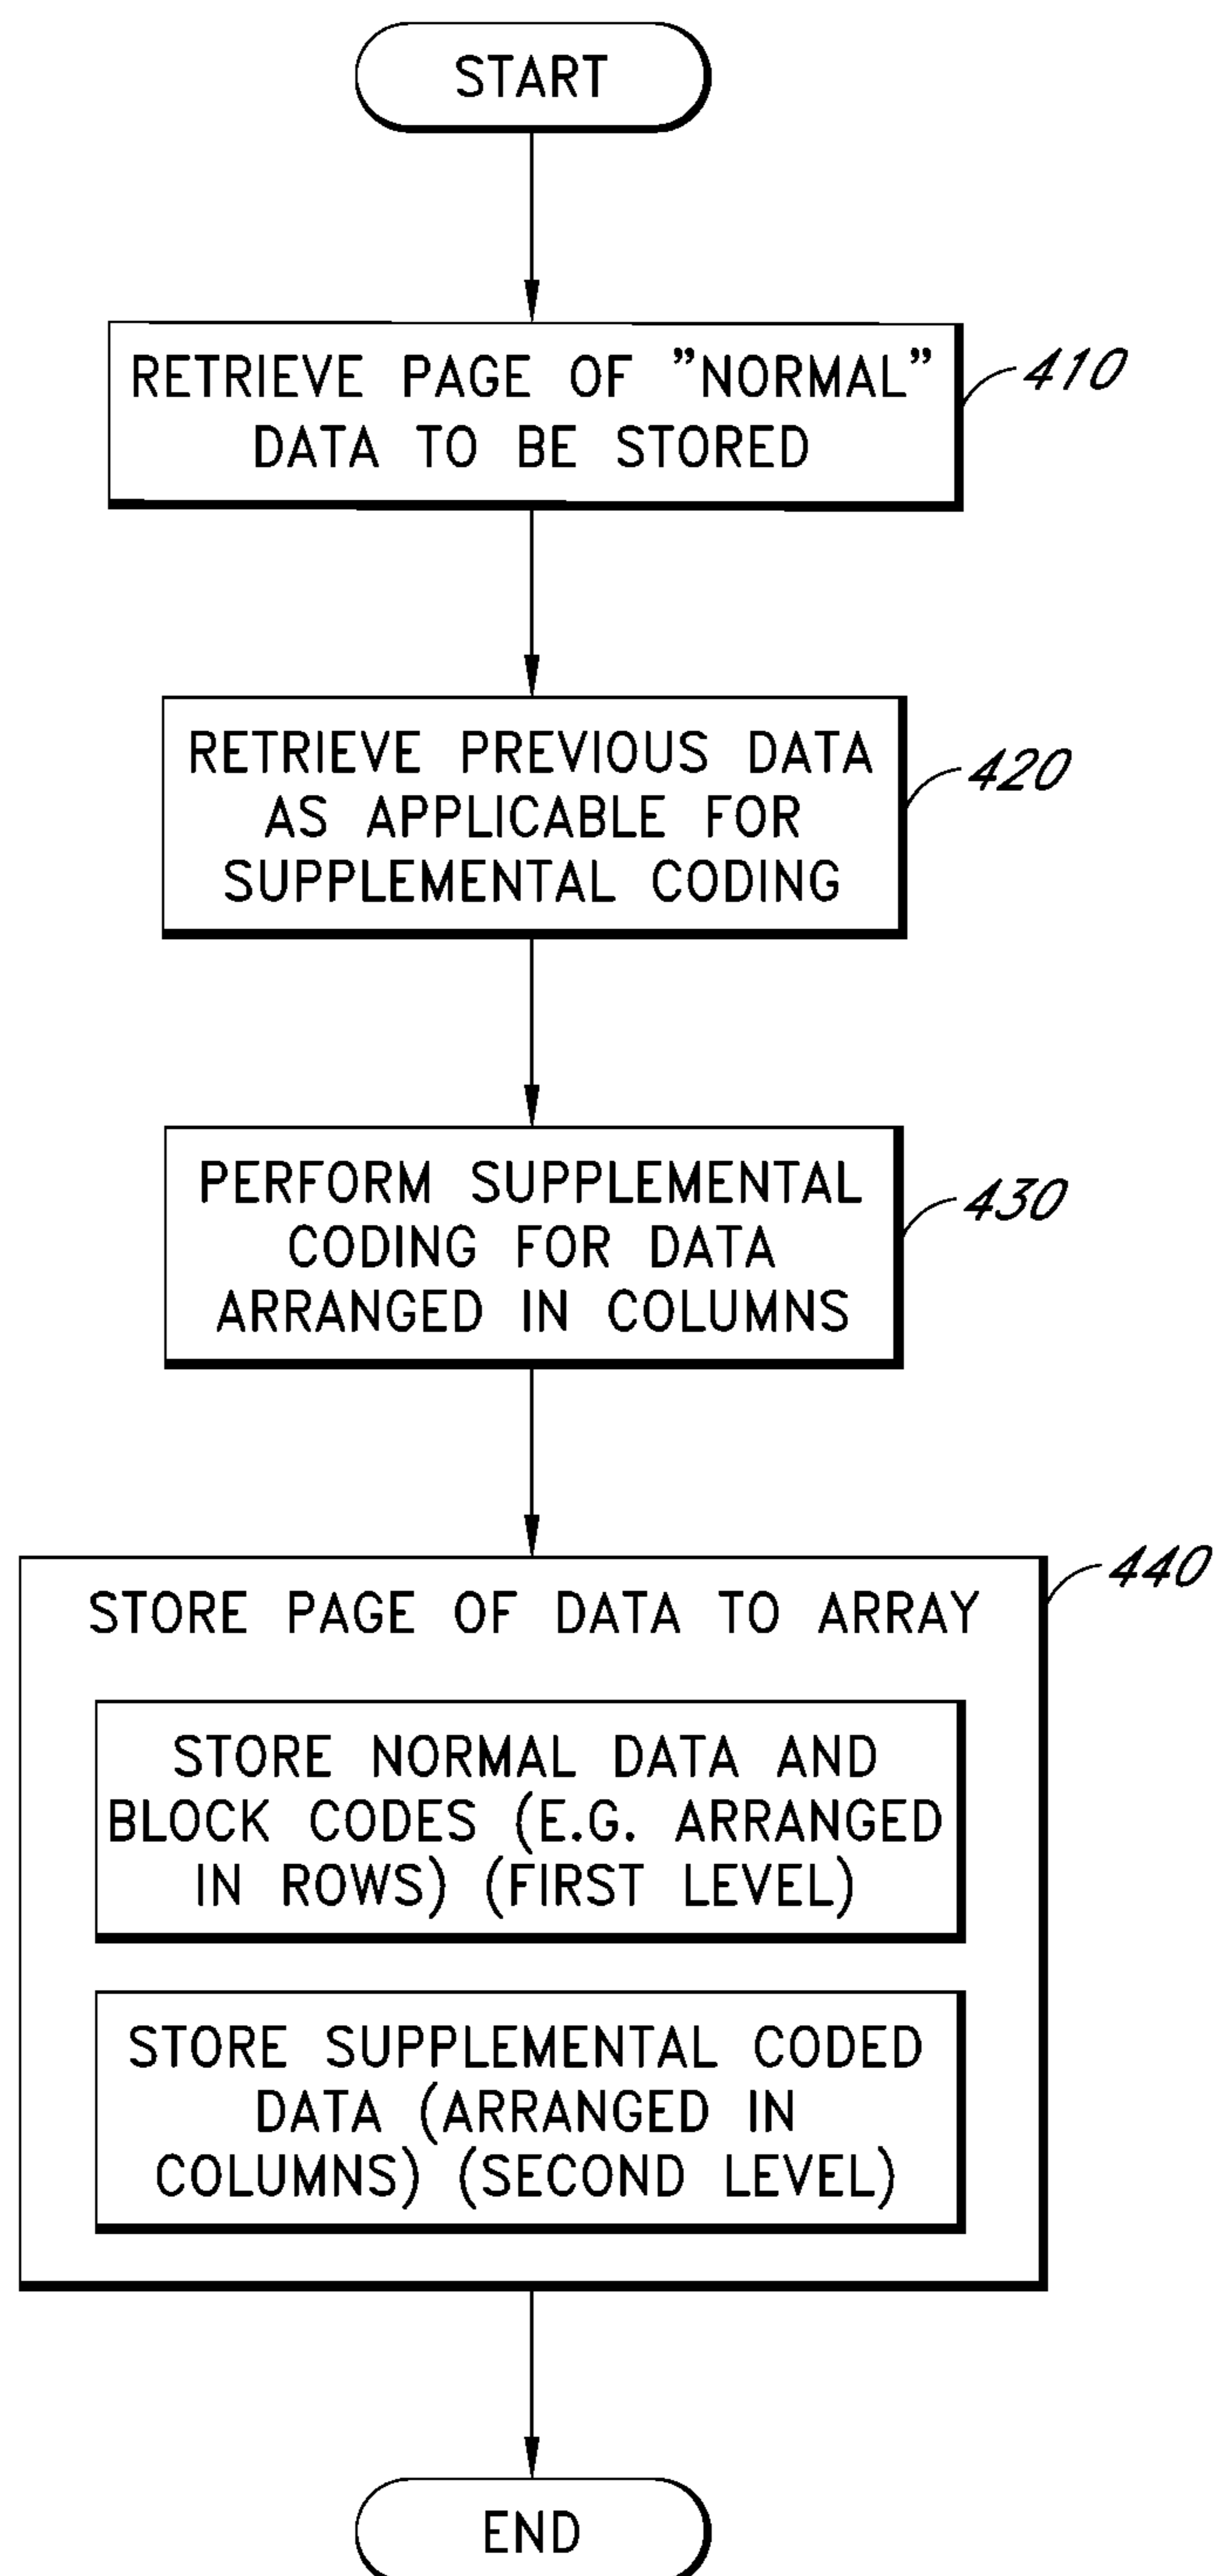 START
RETRIEVE PAGE OF ”NORMAL”
DATA TO BE STORED
410
RETRIEVE PREVIOUS DATA
AS APPLICABLE FOR
SUPPLEMENTAL CODING
420
PERFORM SUPPLEMENTAL
CODING FOR DATA
ARRANGED IN COLUMNS
430
440
STORE PAGE OF DATA TO ARRAY
STORE NORMAL DATA AND
BLOCK CODES (E.G. ARRANGED
IN ROWS) (FIRST LEVEL)
STORE SUPPLEMENTAL CODED
DATA (ARRANGED IN
COLUMNS) (SECOND LEVEL)
END